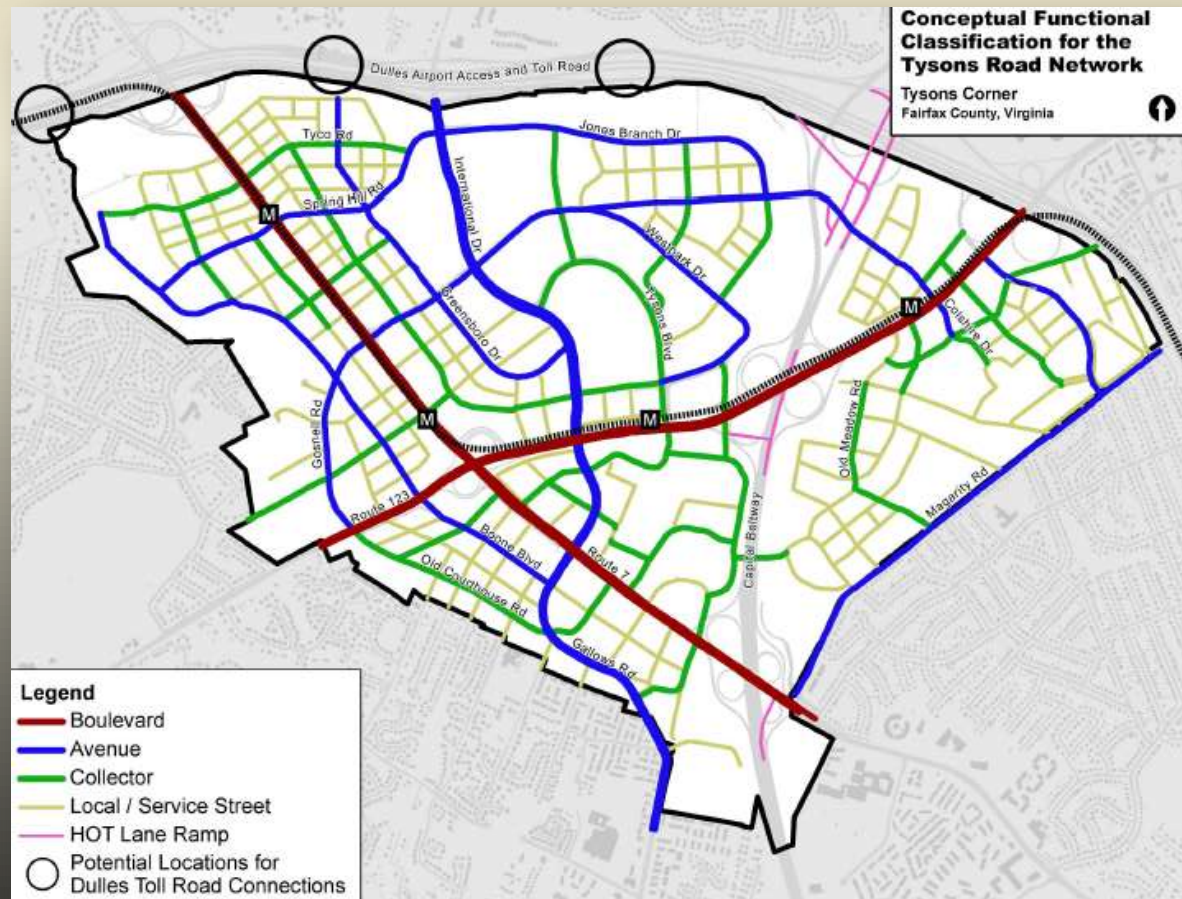 Conceptual Functional
Classification for the
Tysons Road Network
Tysons Corner
Fairfax County, Virginia
Dulles Airport Access and Toll Road
Tyco Rd
Jones Branch Dr
Spring Hill Rd
International Dr
Westpark Dr
Greensboro Dr
Tysons Blvd
Colshire Dr
M
M
M
M
Gosnell Rd
Old Meadow Rd
Route 123
Magarity Rd
Boone Blvd
Route 7
Capital Beltway
Old Courthouse Rd
Gallows Rd
Legend
Boulevard
Avenue
Collector
Local / Service Street
HOT Lane Ramp
Potential Locations for
Dulles Toll Road Connections